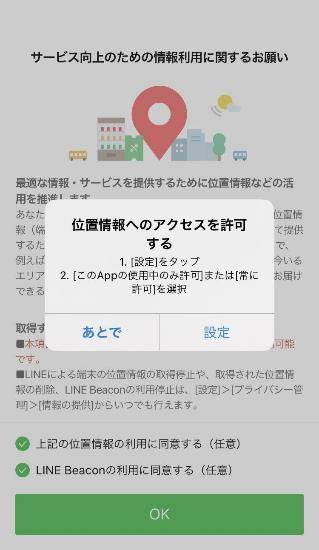 サービス向上のための情報利用に関するお願い
最適な情報・サービスを提供するために位置情報などの活
用を推進します
あなた
位置情
報（端
て提供
するた
で、
例えば
今いる
エリア
お届け
できる
位置情報へのアクセスを許可
する
1. [設定]をタップ
2. [このAppの使用中のみ許可]または[常に
許可]を選択
あとで
設定
取得す
■本項
可能
です。
■LINEによる端末の位置情報の取得停止や、取得された位置情報
の削除、LINE Beaconの利用停止は、[設定]＞[プライバシー管
理]＞[情報の提供]からいつでも行えます。
上記の位置情報の利用に同意する（任意）
LINE Beaconの利用に同意する（任意）
OK